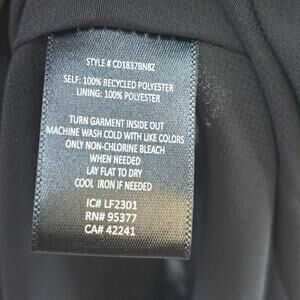 STYLE # CD1837BN8Z
SELF: 100% RECYCLED POLYESTER
LINING: 100% POLYESTER
TURN GARMENT INSIDE OUT
MACHINE WASH COLD WITH LIKE COLORS
ONLY NON-CHLORINE BLEACH
WHEN NEEDED
LAY FLAT TO DRY
COOL IRON IF NEEDED
IC# LF2301
RN# 95377
CA# 42241